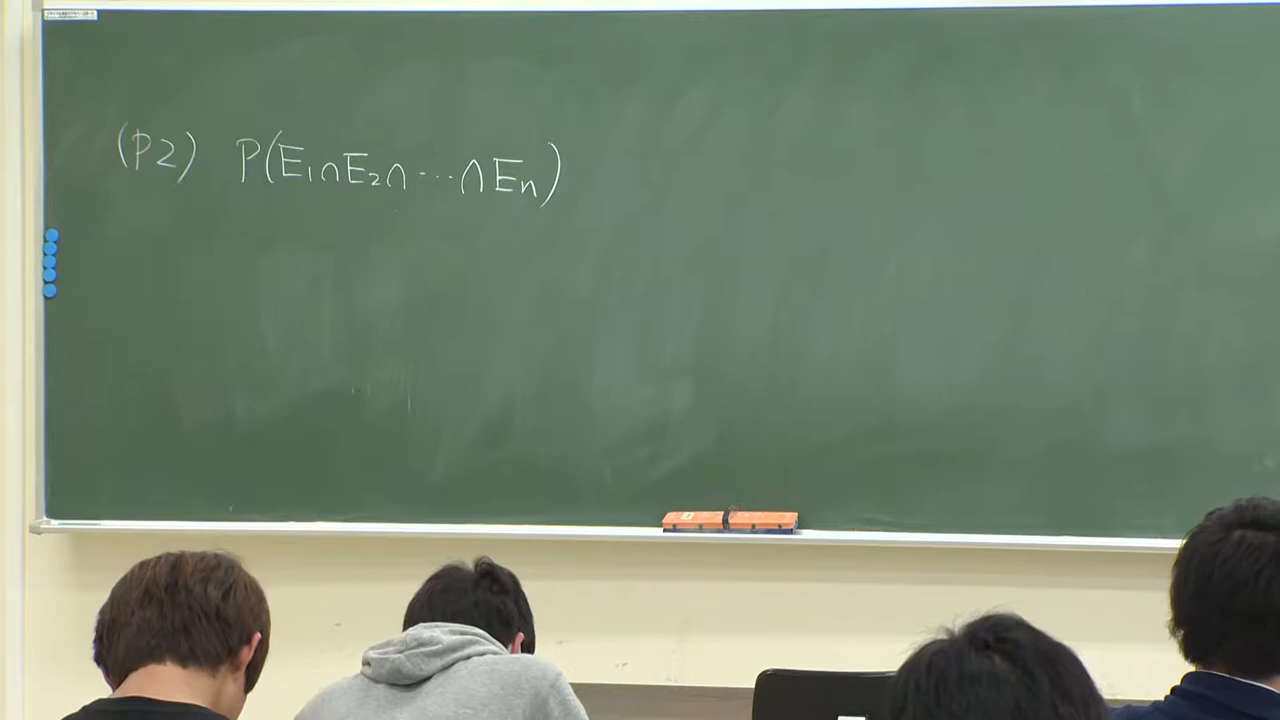 (P2) P(E₁∩E₂∩ ··· ∩En)